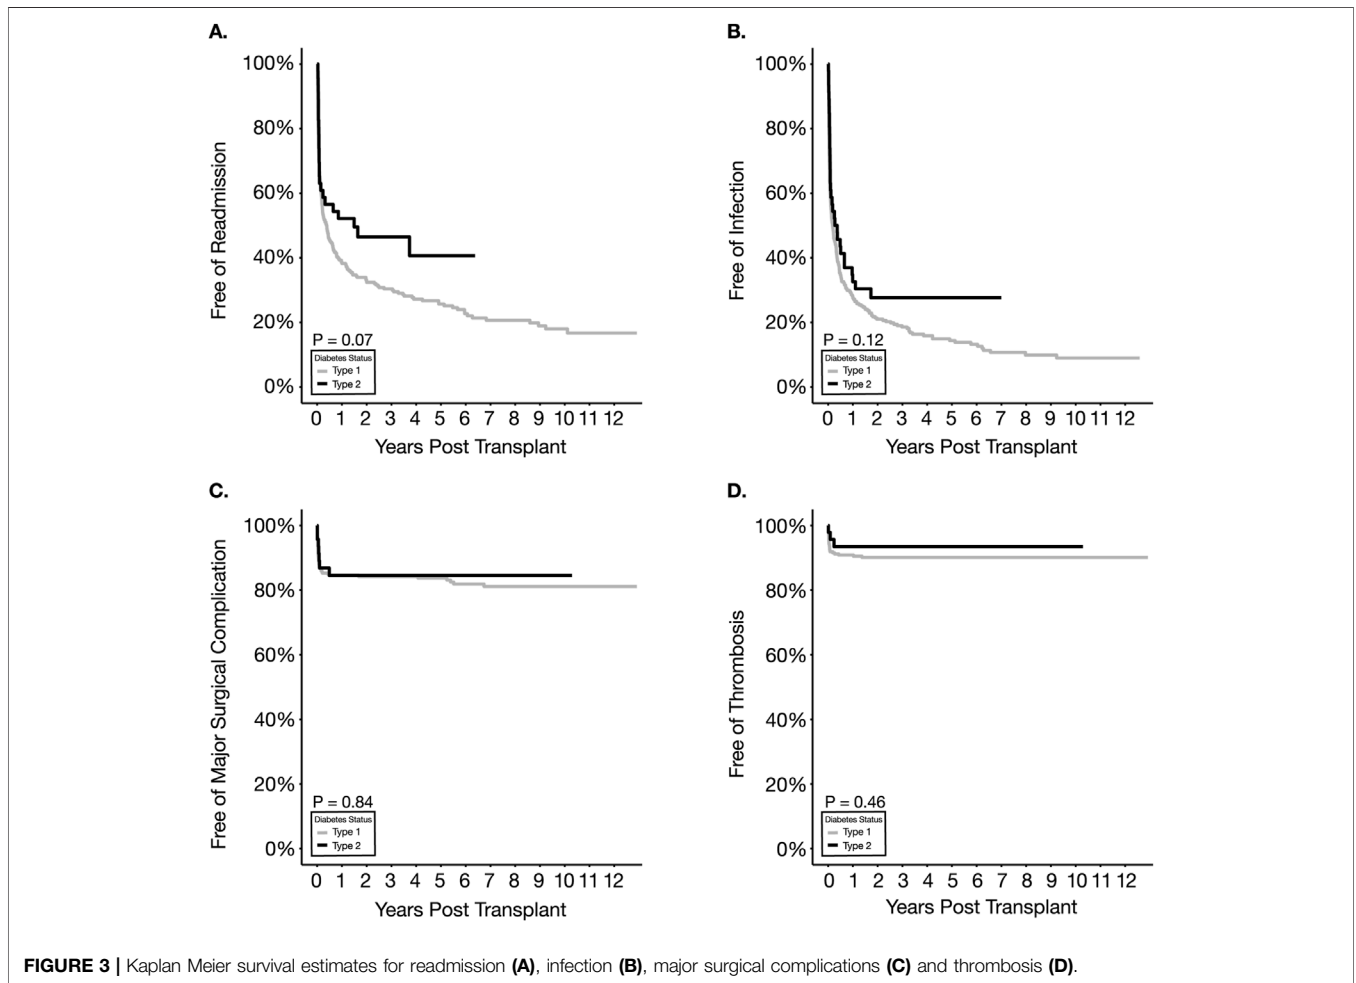 A.
100%
80%
60%
40%
20%
0%
Free of Readmission
P = 0.07
Diabetes Status
Type 1
Type 2
0 1 2 3 4 5 6 7 8 9 10 11 12
Years Post Transplant
B.
100%
80%
60%
40%
20%
0%
Free of Infection
P = 0.12
Diabetes Status
Type 1
Type 2
0 1 2 3 4 5 6 7 8 9 10 11 12
Years Post Transplant
C.
100%
80%
60%
40%
20%
0%
Free of Major Surgical Complication
P = 0.84
Diabetes Status
Type 1
Type 2
0 1 2 3 4 5 6 7 8 9 10 11 12
Years Post Transplant
D.
100%
80%
60%
40%
20%
0%
Free of Thrombosis
P = 0.46
Diabetes Status
Type 1
Type 2
0 1 2 3 4 5 6 7 8 9 10 11 12
Years Post Transplant
FIGURE 3 | Kaplan Meier survival estimates for readmission (A), infection (B), major surgical complications (C) and thrombosis (D).